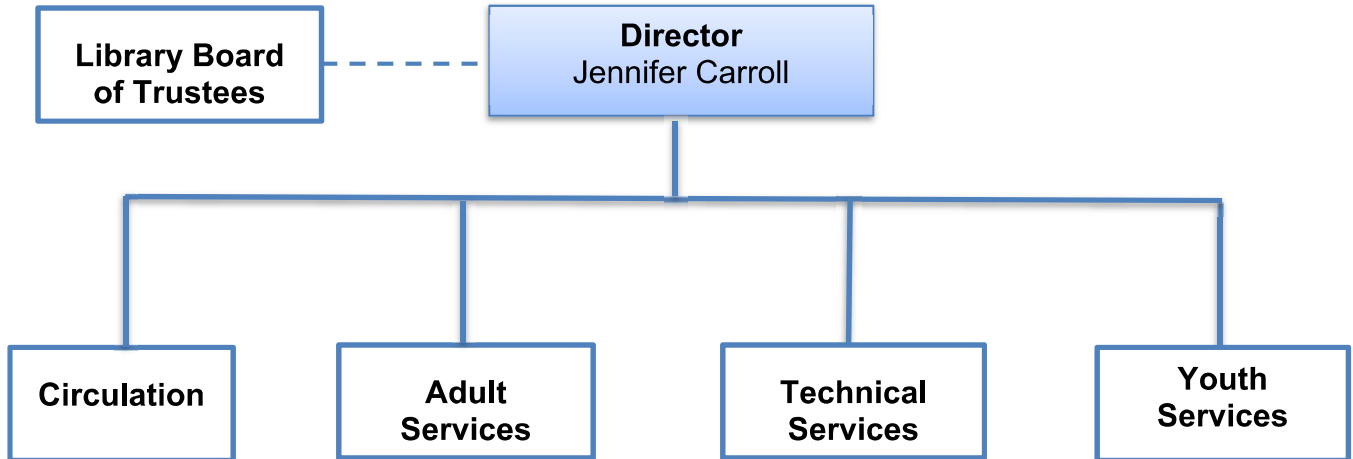 Library Board
of Trustees
Director
Jennifer Carroll
Circulation
Adult
Services
Technical
Services
Youth
Services